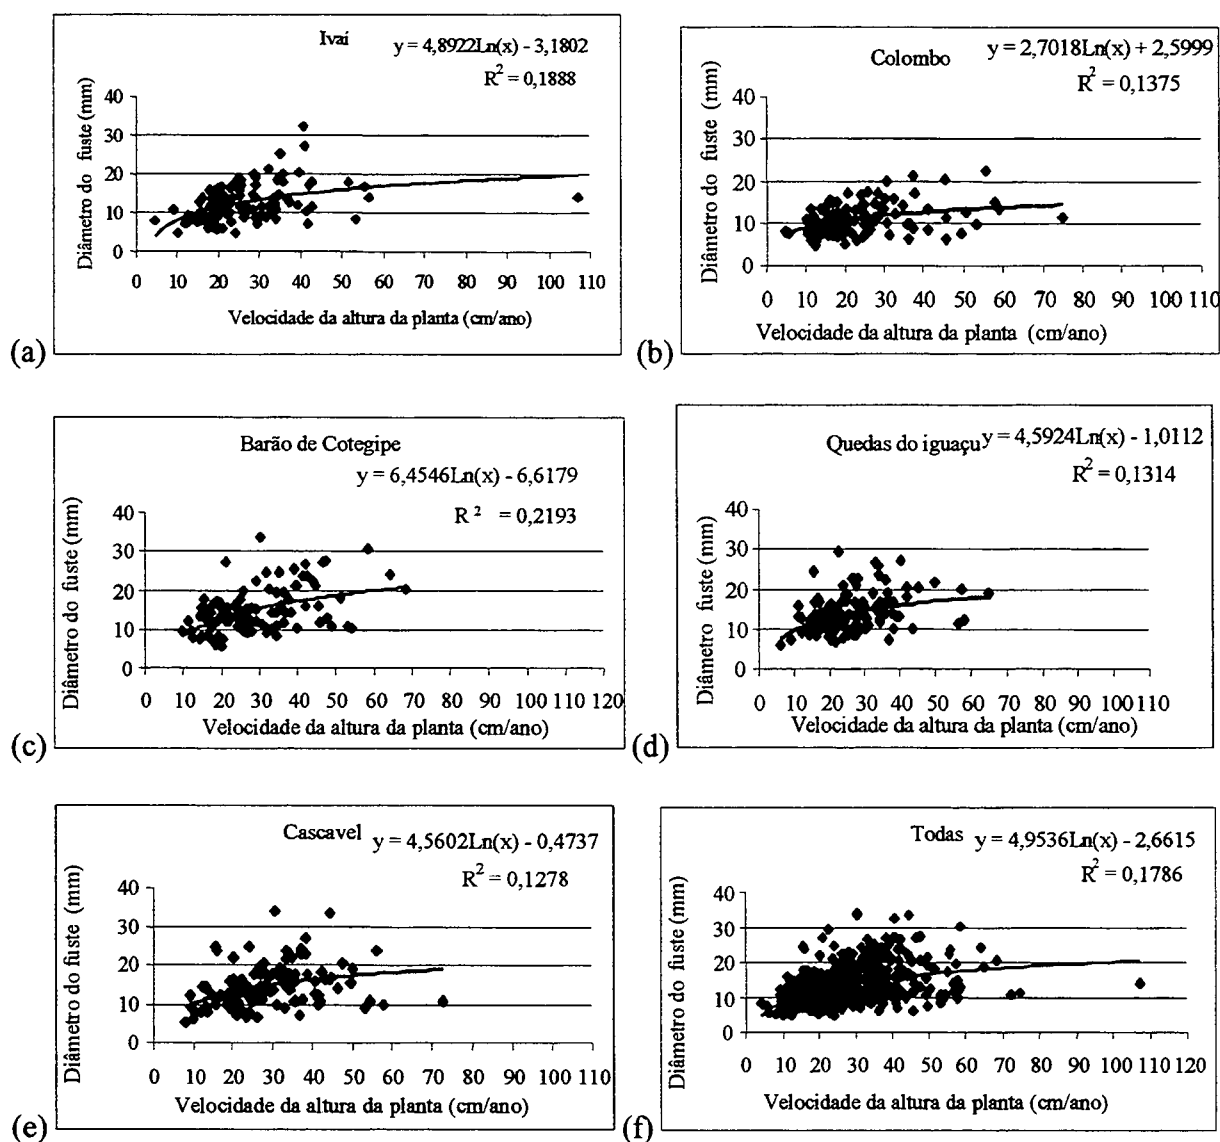 Ivaí
y = 4,8922Ln(x) - 3,1802
R² = 0,1888
Diâmetro do fuste (mm)
40
30
20
10
0
0 10 20 30 40 50 60 70 80 90 100 110
Velocidade da altura da planta (cm/ano)
(a)
Colombo
y = 2,7018Ln(x) + 2,5999
R² = 0,1375
Diâmetro do fuste (mm)
40
30
20
10
0
0 10 20 30 40 50 60 70 80 90 100 110
Velocidade da altura da planta (cm/ano)
(b)
Barão de Cotegipe
y = 6,4546Ln(x) - 6,6179
R² = 0,2193
Diâmetro do fuste (mm)
40
30
20
10
0
0 10 20 30 40 50 60 70 80 90 100 110 120
Velocidade da altura da planta (cm/ano)
(c)
Quedas do iguaçu
y = 4,5924Ln(x) - 1,0112
R² = 0,1314
Diâmetro fuste (mm)
40
30
20
10
0
0 10 20 30 40 50 60 70 80 90 100 110
Velocidade da altura da planta (cm/ano)
(d)
Cascavel
y = 4,5602Ln(x) - 0,4737
R² = 0,1278
Diâmetro do fuste (mm)
40
30
20
10
0
0 10 20 30 40 50 60 70 80 90 100 110
Velocidade da altura da planta (cm/ano)
(e)
Todas
y = 4,9536Ln(x) - 2,6615
R² = 0,1786
Diâmetro do fuste (mm)
40
30
20
10
0
0 10 20 30 40 50 60 70 80 90 100 110 120
Velocidade da altura da planta (cm/ano)
(f)